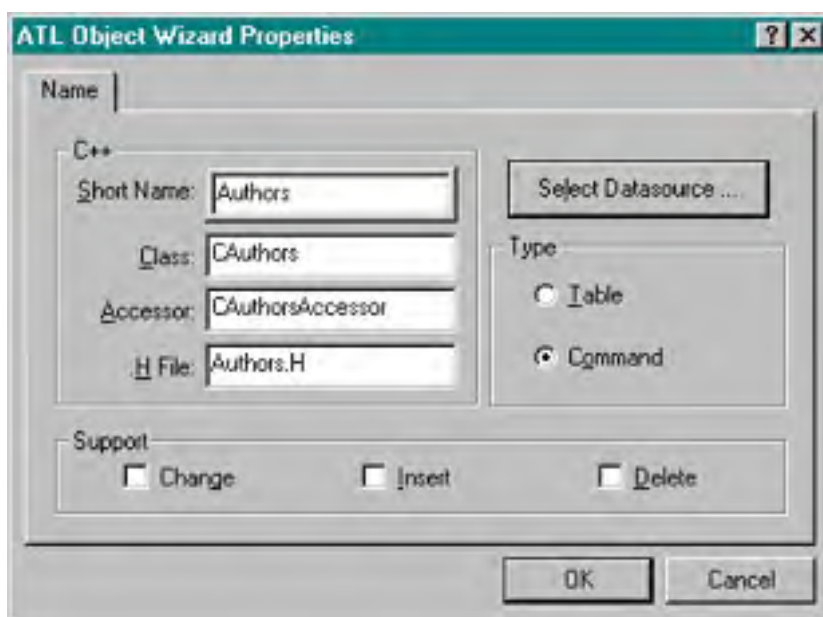 ATL Object Wizard Properties
Name
C++
Short Name: Authors
Class: CAuthors
Accessor: CAuthorsAccessor
.H File: Authors.H
Select Datasource ....
Type
Table
Command
Support
Change Insert Delete
OK Cancel